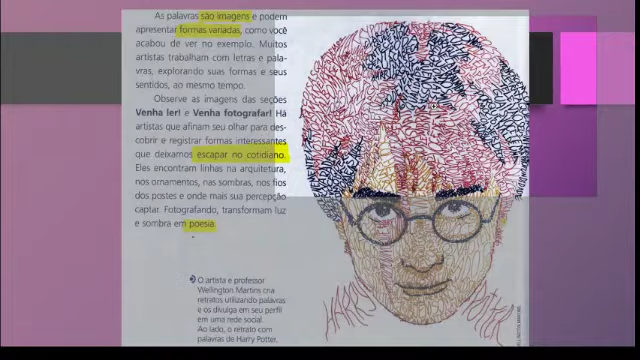 As palavras são imagens e podem
apresentar formas variadas, como você
acabou de ver no exemplo. Muitos
artistas trabalham com letras e pala-
vras, explorando suas formas e seus
sentidos, ao mesmo tempo.
Observe as imagens das seções
Venha ler! e Venha fotografar! Há
artistas que afinam seu olhar para des-
cobrir e registrar formas interessantes
que deixamos escapar no cotidiano.
Eles encontram linhas na arquitetura,
nos ornamentos, nas sombras, nos fios
dos postes e onde mais sua percepção
captar. Fotografando, transformam luz
e sombra em poesia.
O artista e professor
Wellington Martins cria
retratos utilizando palavras
e os divulga em seu perfil
em uma rede social.
Ao lado, o retrato com
palavras de Harry Potter.
HARRY POTTER